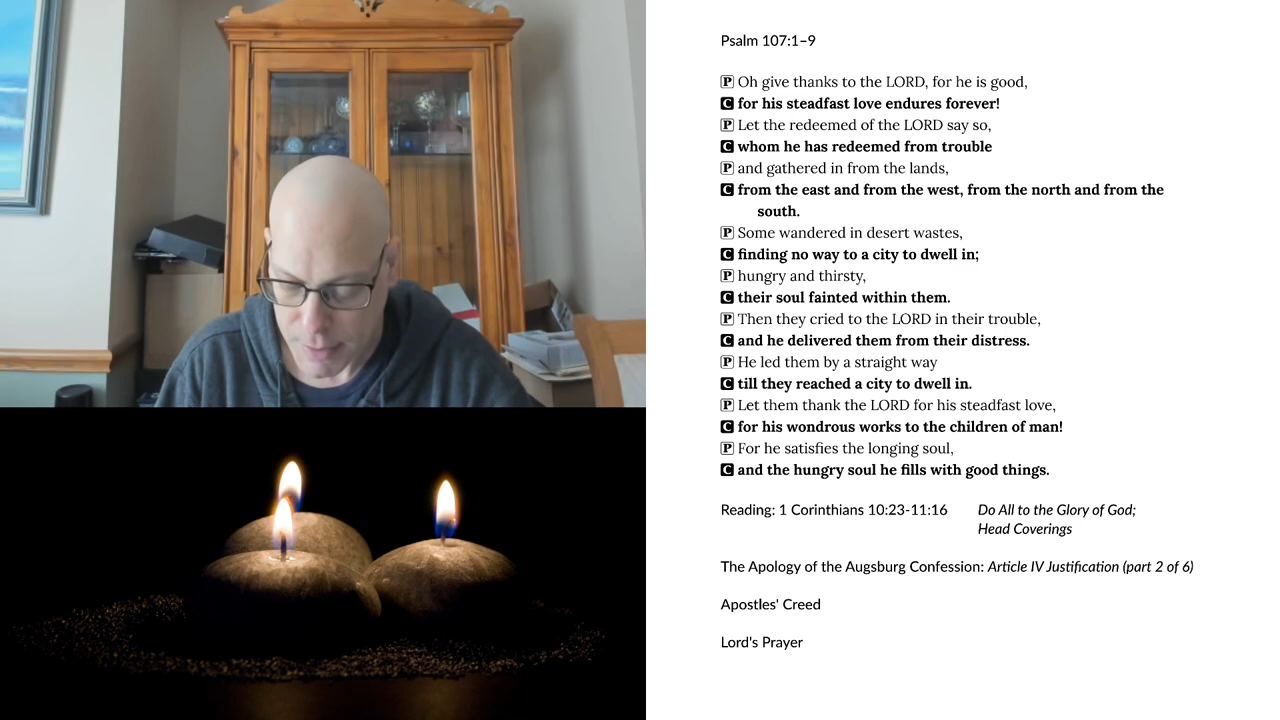 Psalm 107:1–9
P Oh give thanks to the LORD, for he is good,
C for his steadfast love endures forever!
P Let the redeemed of the LORD say so,
C whom he has redeemed from trouble
P and gathered in from the lands,
C from the east and from the west, from the north and from the
south.
P Some wandered in desert wastes,
C finding no way to a city to dwell in;
P hungry and thirsty,
C their soul fainted within them.
P Then they cried to the LORD in their trouble,
C and he delivered them from their distress.
P He led them by a straight way
C till they reached a city to dwell in.
P Let them thank the LORD for his steadfast love,
C for his wondrous works to the children of man!
P For he satisfies the longing soul,
C and the hungry soul he fills with good things.
Reading: 1 Corinthians 10:23-11:16 Do All to the Glory of God;
Head Coverings
The Apology of the Augsburg Confession: Article IV Justification (part 2 of 6)
Apostles' Creed
Lord's Prayer